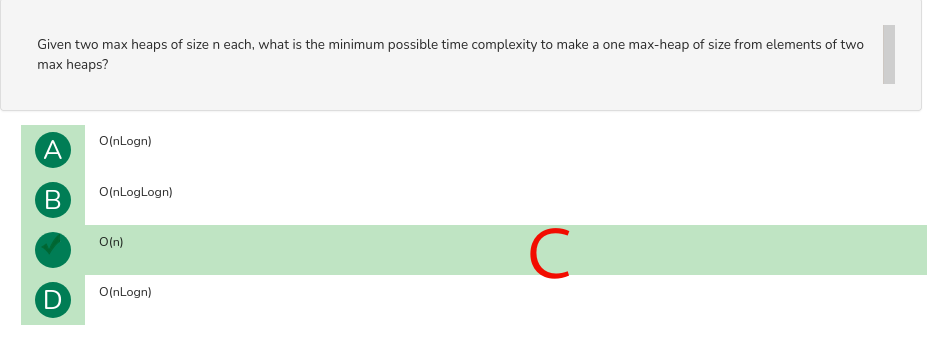 Given two max heaps of size n each, what is the minimum possible time complexity to make a one max-heap of size from elements of two
max heaps?
A O(nLogn)
B O(nLogLogn)
O(n) C
D O(nLogn)